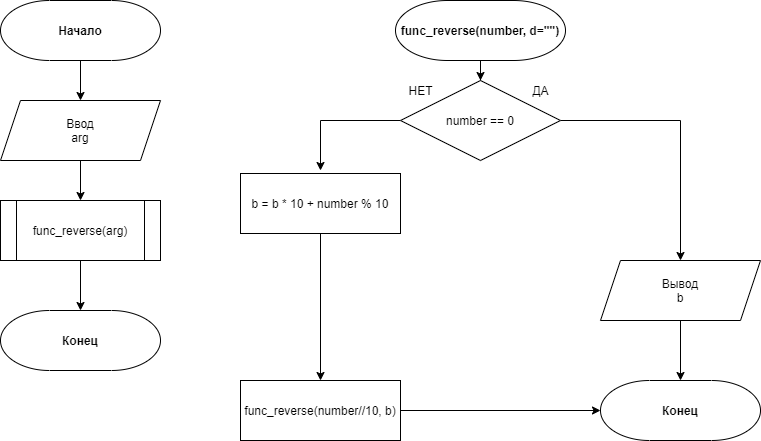 Начало
Ввод
arg
func_reverse(arg)
Конец
func_reverse(number, d="")
НЕТ
ДА
number == 0
b = b * 10 + number % 10
Вывод
b
func_reverse(number//10, b)
Конец